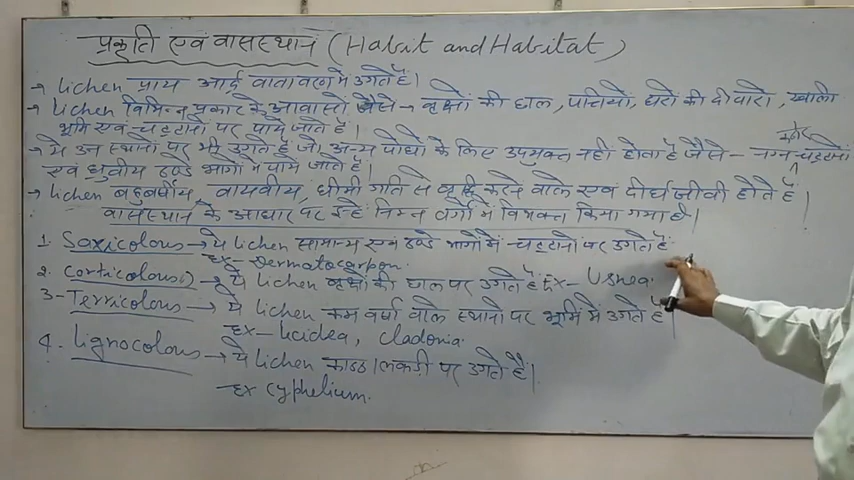 प्रकृति एवं वासस्थान (Habit and Habitat)
→ Lichen प्राय आर्द्र वातावरण में उगते हैं।
→ Lichen विभिन्न प्रकार के आवासों जैसे → वृक्षों की छाल, पत्तियों, घरों की दीवारों, खाली
भूमि एवं चट्टानों पर पाये जाते हैं।
→ ये उन स्थानों पर भी उगते हैं जो अन्य पौधों के लिए उपयुक्त नहीं होता है जैसे - नग्न कठोर चट्टानों
एवं ध्रुवीय ठण्डे भागों में पाये जाते हैं।
→ Lichen बहुवर्षीय, वायवीय, धीमी गति से वृद्धि करने वाले एवं दीर्घजीवी होते हैं।
वासस्थान के आधार पर इन्हें निम्न वर्गों में विभक्त किया गया है।
1. Saxicolous → ये Lichen सामान्य एवं ठण्डे भागों में चट्टानों पर उगते हैं
Ex - Dermatocarpon.
2. Corticolous → ये Lichen वृक्षों की छाल पर उगते हैं Ex - Usnea.
3- Terricolous → ये Lichen कम वर्षा वाले स्थानों पर भूमि में उगते हैं।
Ex - Licidea, Cladonia.
4. Lignocolous → ये Lichen काष्ठ / लकड़ी पर उगते हैं।
Ex Cyphelium.